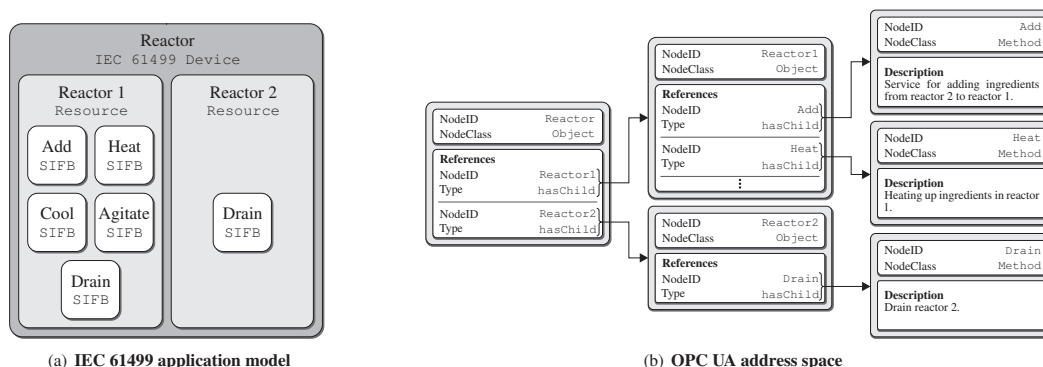 Reactor
IEC 61499 Device
Reactor 1
Resource
Add
SIFB
Heat
SIFB
Cool
SIFB
Agitate
SIFB
Drain
SIFB
Reactor 2
Resource
Drain
SIFB
(a) IEC 61499 application model
NodeID Reactor
NodeClass Object
References
NodeID Reactor1
Type hasChild
NodeID Reactor2
Type hasChild
NodeID Reactor1
NodeClass Object
References
NodeID Add
Type hasChild
NodeID Heat
Type hasChild
⋮
NodeID Reactor2
NodeClass Object
References
NodeID Drain
Type hasChild
NodeID Add
NodeClass Method
Description
Service for adding ingredients
from reactor 2 to reactor 1.
NodeID Heat
NodeClass Method
Description
Heating up ingredients in reactor
1.
NodeID Drain
NodeClass Method
Description
Drain reactor 2.
(b) OPC UA address space